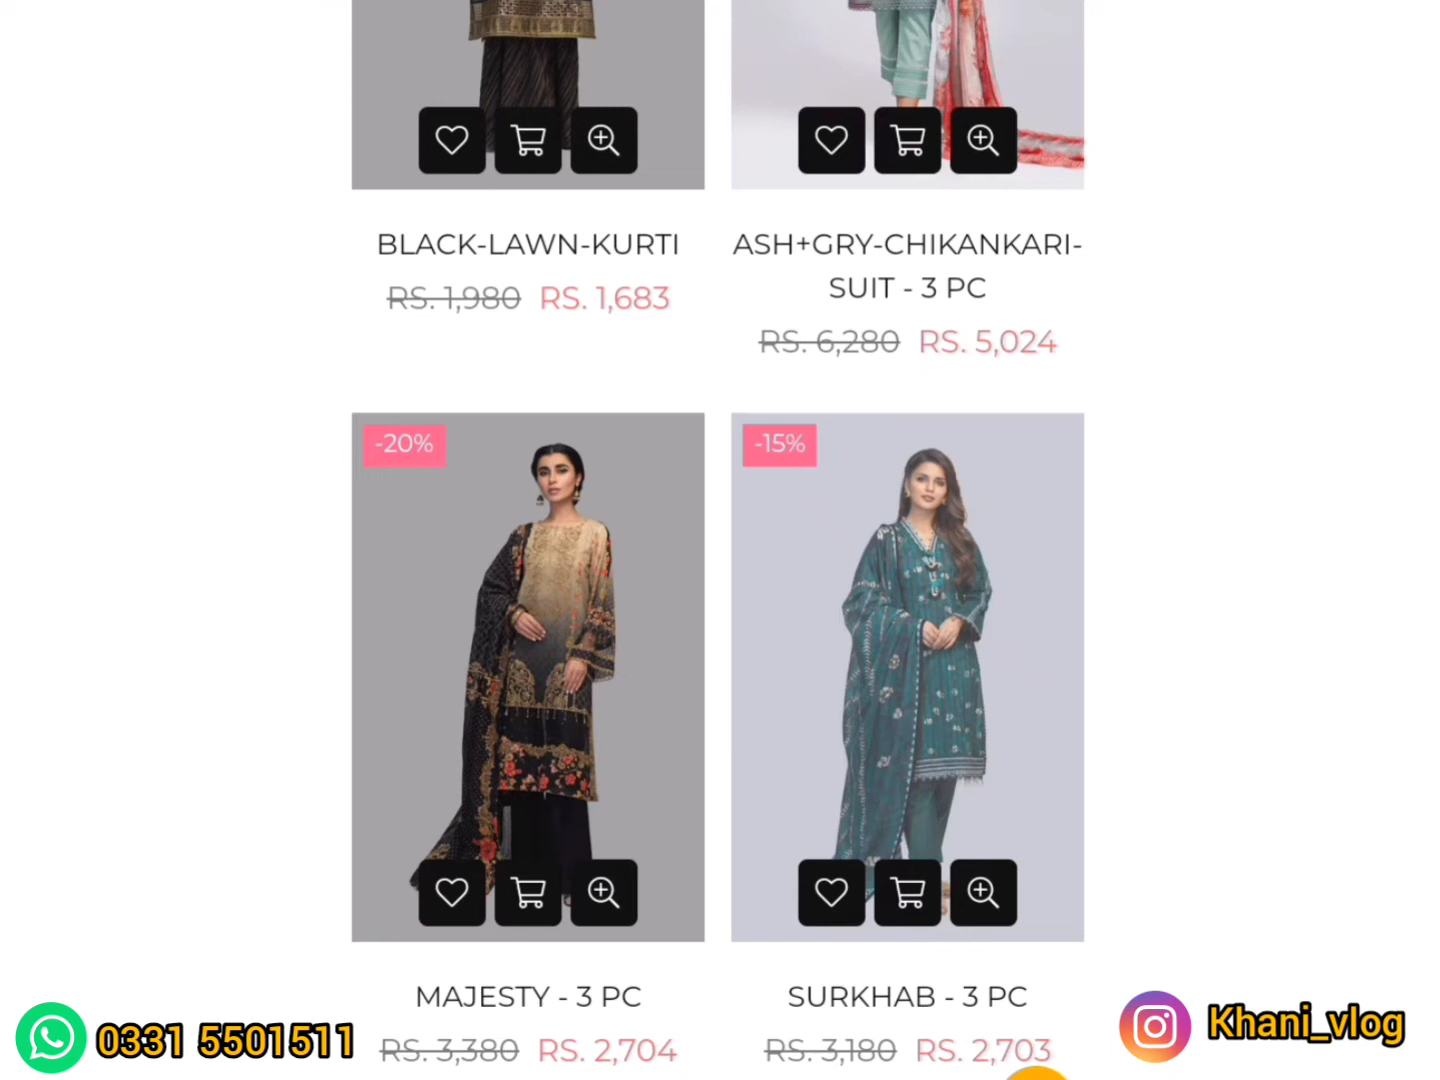 BLACK-LAWN-KURTI
RS. 1,980 RS. 1,683
ASH+GRY-CHIKANKARI-
SUIT - 3 PC
RS. 6,280 RS. 5,024
-20%
-15%
MAJESTY - 3 PC
RS. 3,380 RS. 2,704
SURKHAB - 3 PC
RS. 3,180 RS. 2,703
0331 5501511
Khani_vlog